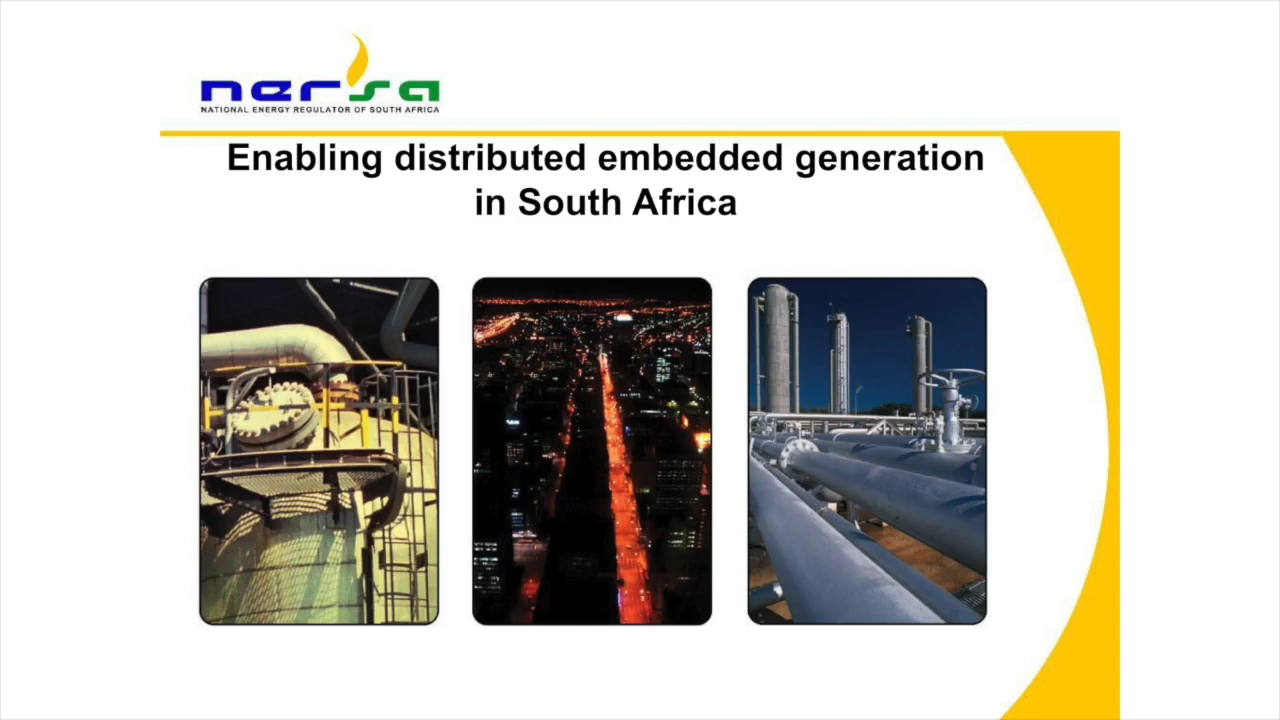 nersa
NATIONAL ENERGY REGULATOR OF SOUTH AFRICA
Enabling distributed embedded generation
in South Africa